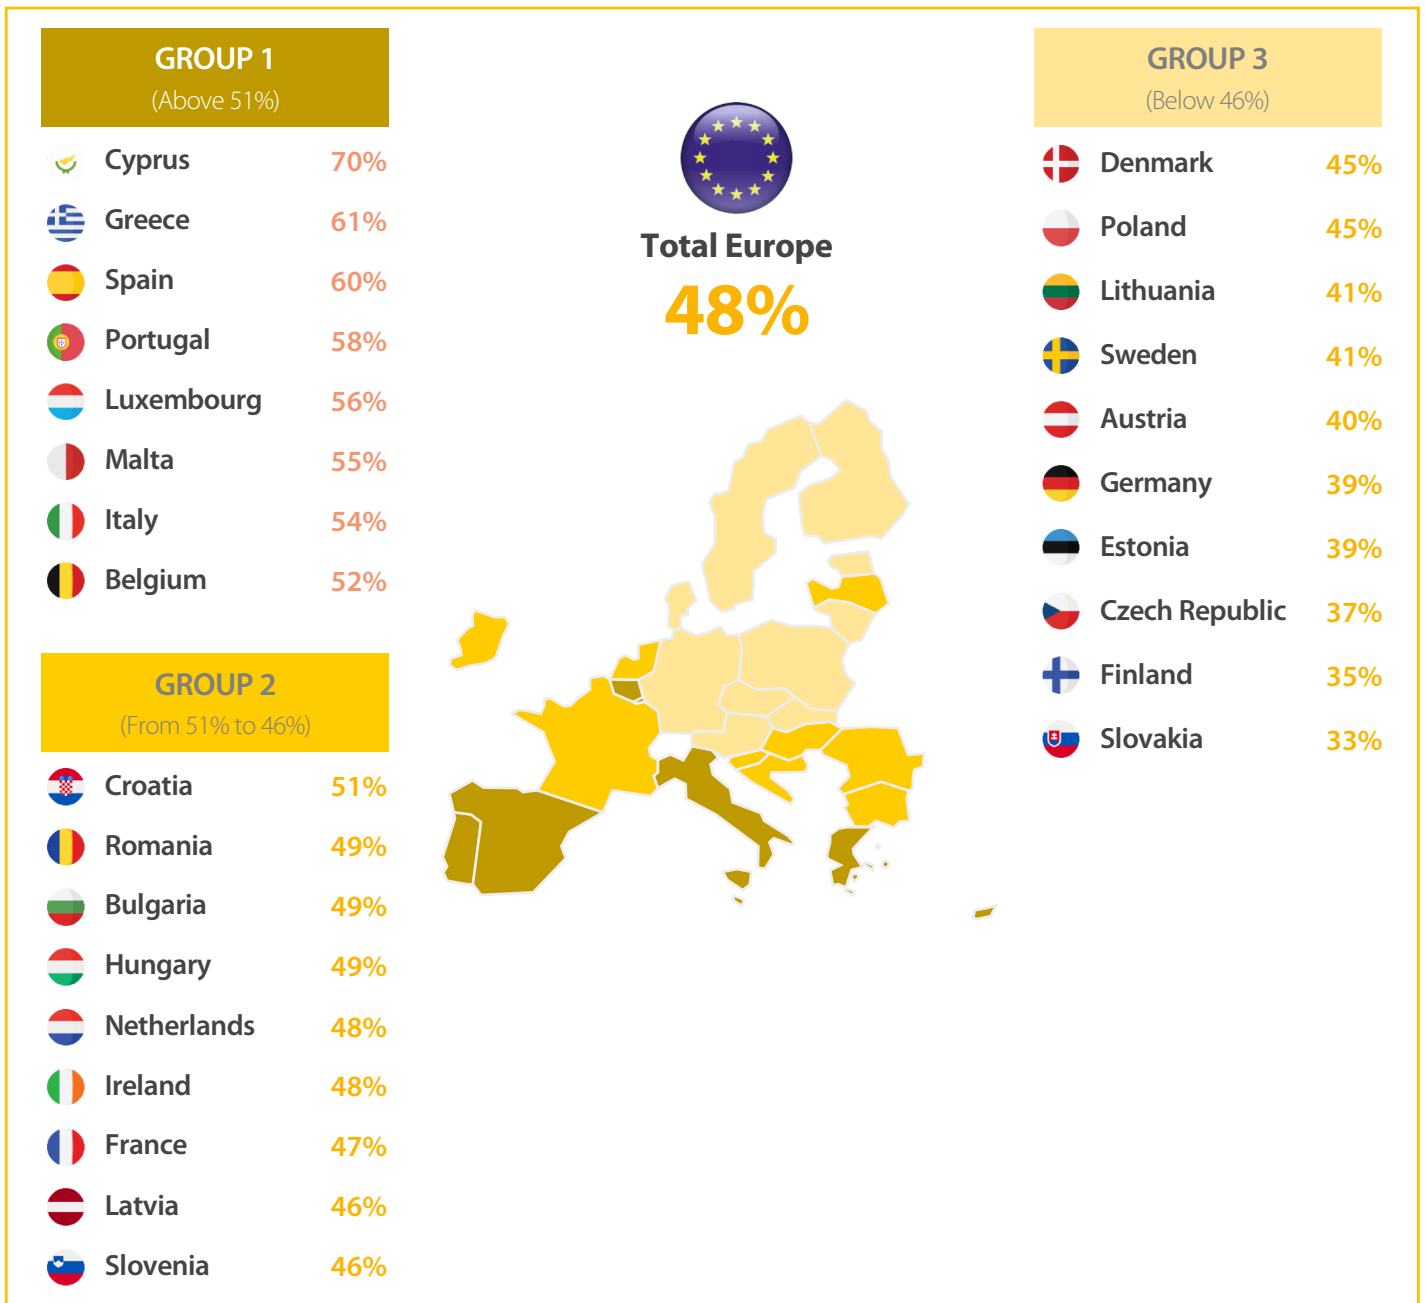 GROUP 1
(Above 51%)
Cyprus 70%
Greece 61%
Spain 60%
Portugal 58%
Luxembourg 56%
Malta 55%
Italy 54%
Belgium 52%
GROUP 2
(From 51% to 46%)
Croatia 51%
Romania 49%
Bulgaria 49%
Hungary 49%
Netherlands 48%
Ireland 48%
France 47%
Latvia 46%
Slovenia 46%
Total Europe
48%
GROUP 3
(Below 46%)
Denmark 45%
Poland 45%
Lithuania 41%
Sweden 41%
Austria 40%
Germany 39%
Estonia 39%
Czech Republic 37%
Finland 35%
Slovakia 33%